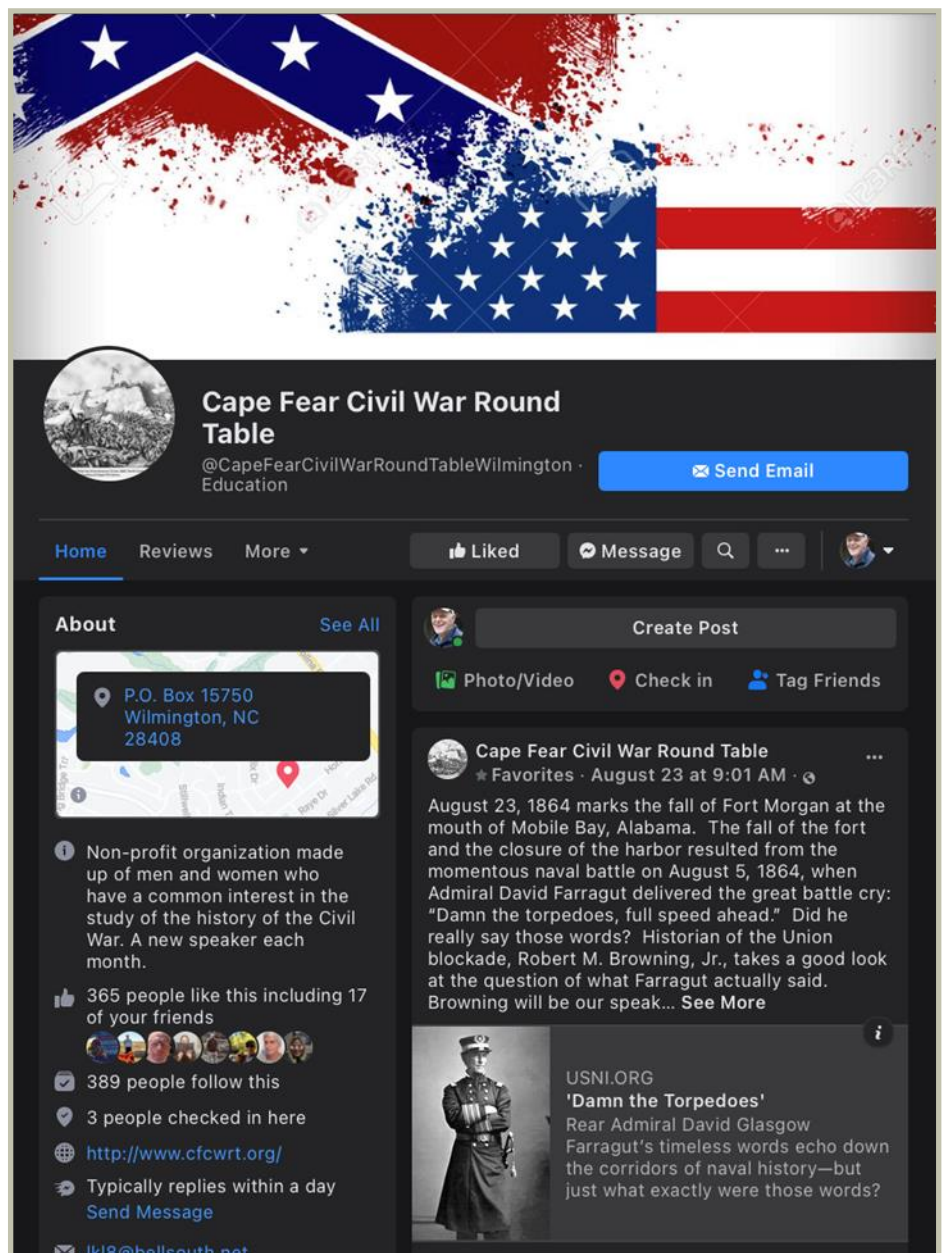 123RF
Cape Fear Civil War Round
Table
@CapeFearCivilWarRoundTableWilmington ·
Education
Send Email
Home
Reviews
More
Liked
Message
About
See All
P.O. Box 15750
Wilmington, NC
28408
Raye Dr
Silver Lake Rd
Non-profit organization made
up of men and women who
have a common interest in the
study of the history of the Civil
War. A new speaker each
month.
365 people like this including 17
of your friends
389 people follow this
3 people checked in here
http://www.cfcwrt.org/
Typically replies within a day
Send Message
lkl8@bellsouth.net
Create Post
Photo/Video
Check in
Tag Friends
Cape Fear Civil War Round Table
Favorites · August 23 at 9:01 AM ·
August 23, 1864 marks the fall of Fort Morgan at the
mouth of Mobile Bay, Alabama. The fall of the fort
and the closure of the harbor resulted from the
momentous naval battle on August 5, 1864, when
Admiral David Farragut delivered the great battle cry:
“Damn the torpedoes, full speed ahead.” Did he
really say those words? Historian of the Union
blockade, Robert M. Browning, Jr., takes a good look
at the question of what Farragut actually said.
Browning will be our speak... See More
USNI.ORG
'Damn the Torpedoes'
Rear Admiral David Glasgow
Farragut’s timeless words echo down
the corridors of naval history—but
just what exactly were those words?